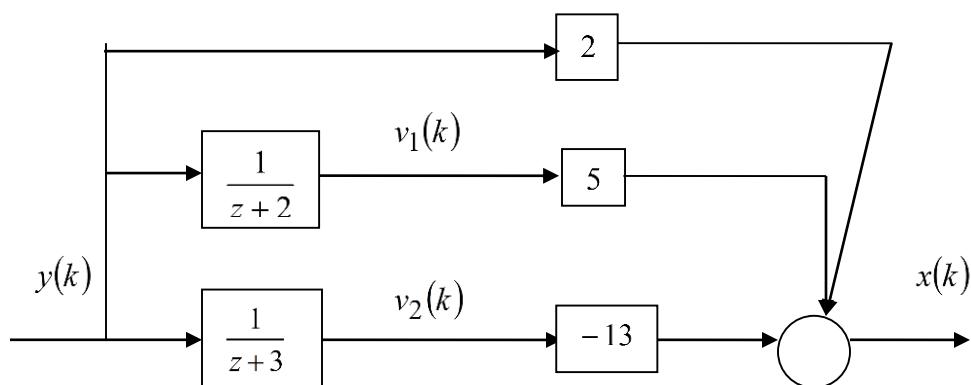 2
v₁(k)
1
z + 2
5
y(k)
v₂(k)
x(k)
1
z + 3
− 13